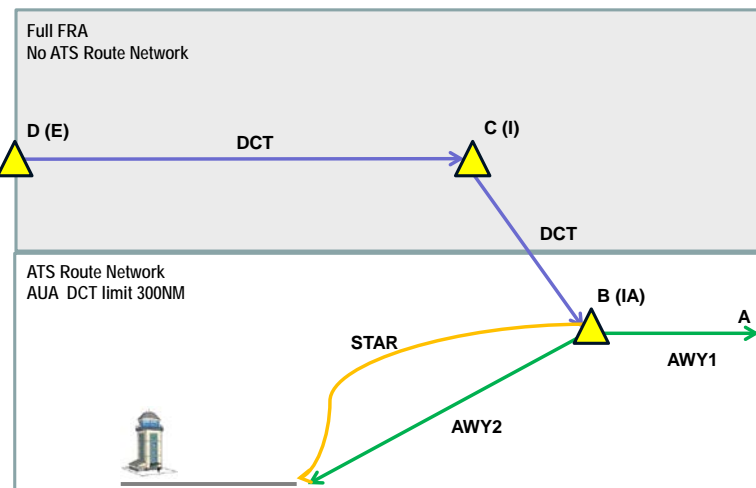 Full FRA
No ATS Route Network
D (E)
DCT
C (I)
DCT
ATS Route Network
AUA  DCT limit 300NM
B (IA)
A
STAR
AWY1
AWY2